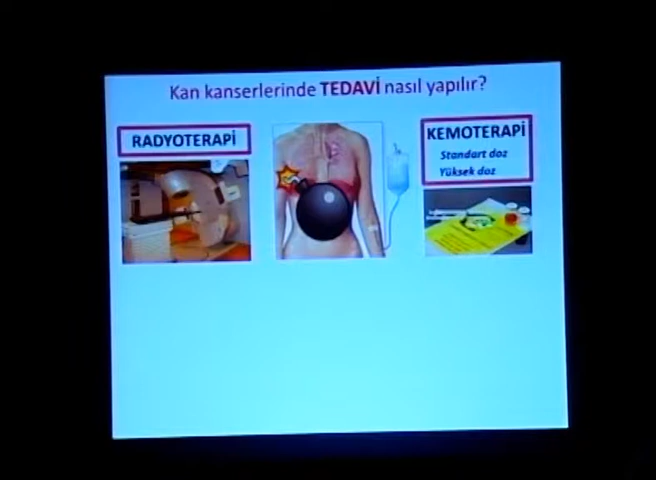 Kan kanserlerinde TEDAVİ nasıl yapılır?
RADYOTERAPİ
KEMOTERAPİ
Standart doz
Yüksek doz